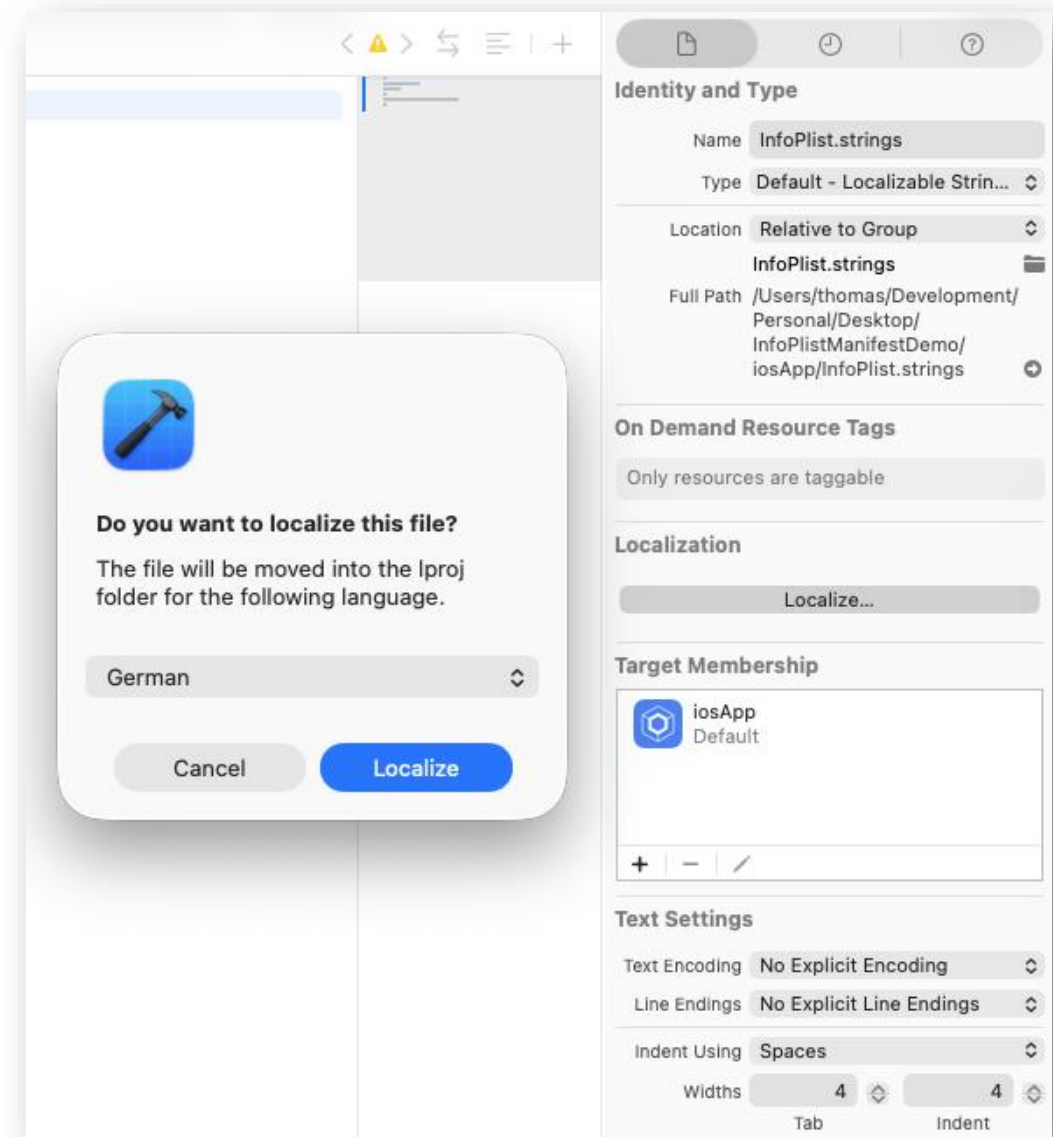 Identity and Type
Name InfoPlist.strings
Type Default - Localizable Strin...
Location Relative to Group
InfoPlist.strings
Full Path /Users/thomas/Development/
Personal/Desktop/
InfoPlistManifestDemo/
iosApp/InfoPlist.strings
On Demand Resource Tags
Only resources are taggable
Do you want to localize this file?
The file will be moved into the lproj
folder for the following language.
German
Cancel Localize
Localization
Localize...
Target Membership
iosApp
Default
Text Settings
Text Encoding No Explicit Encoding
Line Endings No Explicit Line Endings
Indent Using Spaces
Widths 4 4
Tab Indent